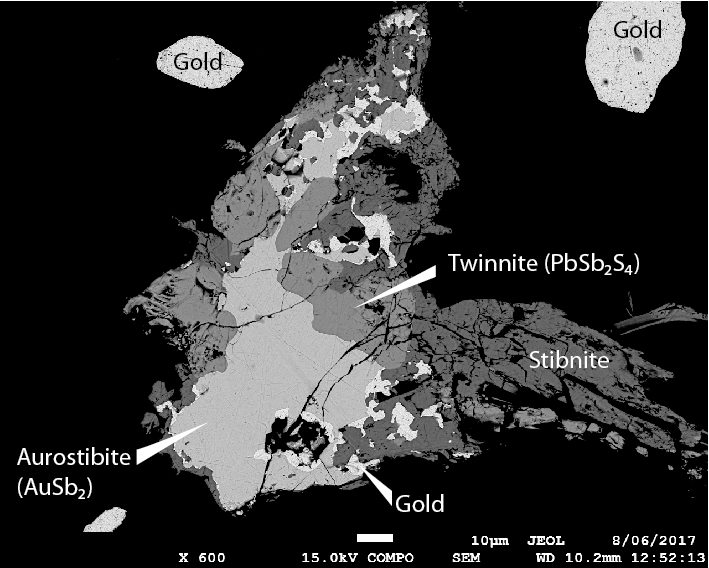 Gold
Gold
Twinnite (PbSb₂S₄)
Stibnite
Aurostibite
(AuSb₂)
Gold
10µm JEOL 8/06/2017
X 600 15.0kV COMPO SEM WD 10.2mm 12:52:13